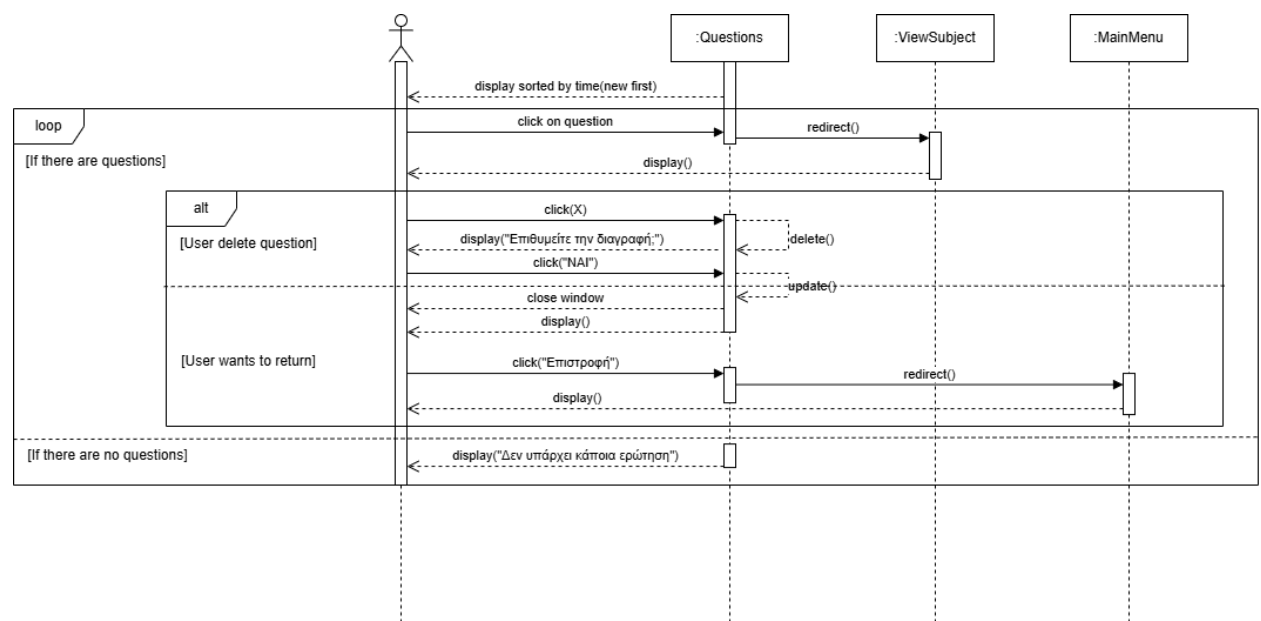 :Questions
:ViewSubject
:MainMenu
display sorted by time(new first)
loop
click on question
redirect()
[If there are questions]
display()
alt
click(X)
[User delete question]
display("Επιθυμείτε την διαγραφή;")
delete()
click("NAI")
update()
close window
display()
[User wants to return]
click("Επιστροφή")
redirect()
display()
[If there are no questions]
display("Δεν υπάρχει κάποια ερώτηση")